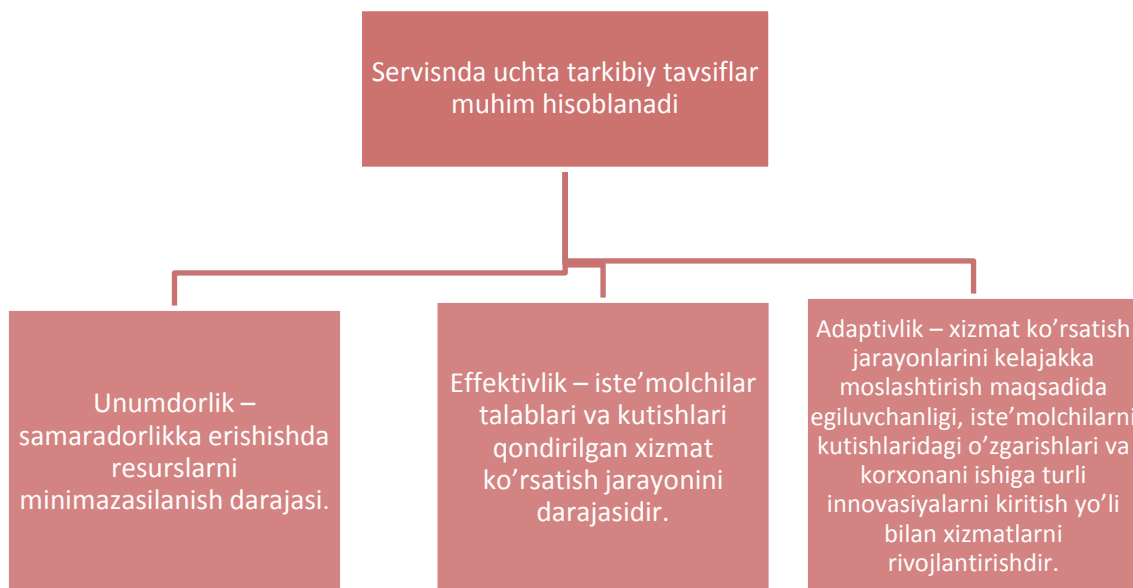 Servisnda uchta tarkibiy tavsiflar
muhim hisoblanadi
Unumdorlik –
samaradorlikka erishishda
resurslarni
minimazasilanish darajasi.
Effektivlik – iste’molchilar
talablari va kutishlari
qondirilgan xizmat
ko’rsatish jarayonini
darajasidir.
Adaptivlik – xizmat ko’rsatish
jarayonlarini kelajakka
moslashtirish maqsadida
egiluvchanligi, iste’molchilarni
kutishlaridagi o’zgarishlari va
korxonani ishiga turli
innovasiyalarni kiritish yo’li
bilan xizmatlarni
rivojlantirishdir.